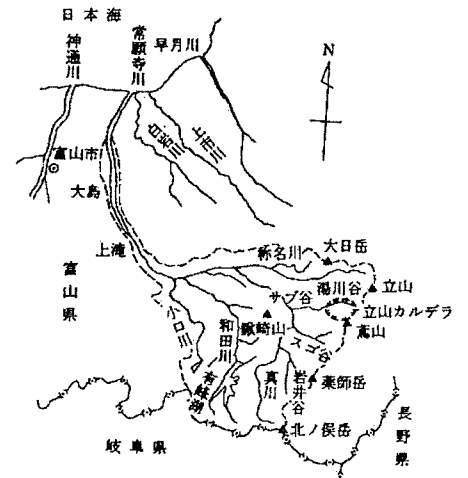 日本海
神通川
常願寺川
早月川
N
白岩川
上市川
富山市
大島
上滝
称名川
大日岳
湯川谷
立山
サブ谷
立山カルデラ
鳶山
富山県
小口川
和田川
鍬崎山
スゴ谷
有峰湖
真川
岩井谷
薬師岳
北ノ俣岳
岐阜県
長野県